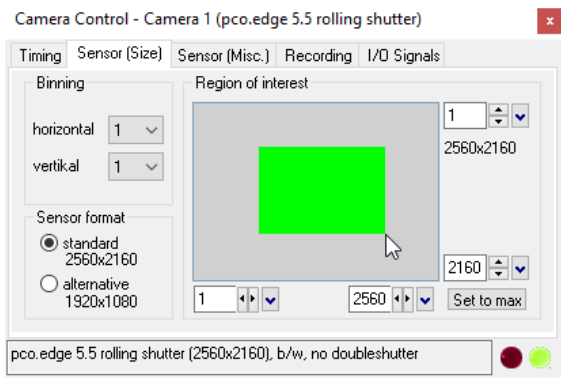 Camera Control - Camera 1 (pco.edge 5.5 rolling shutter)
x
Timing Sensor (Size) Sensor (Misc.) Recording I/O Signals
Binning
horizontal 1
vertikal 1
Sensor format
standard
2560x2160
alternative
1920x1080
Region of interest
1
2560x2160
2160
1 2560 Set to max
pco.edge 5.5 rolling shutter (2560x2160), b/w, no doubleshutter